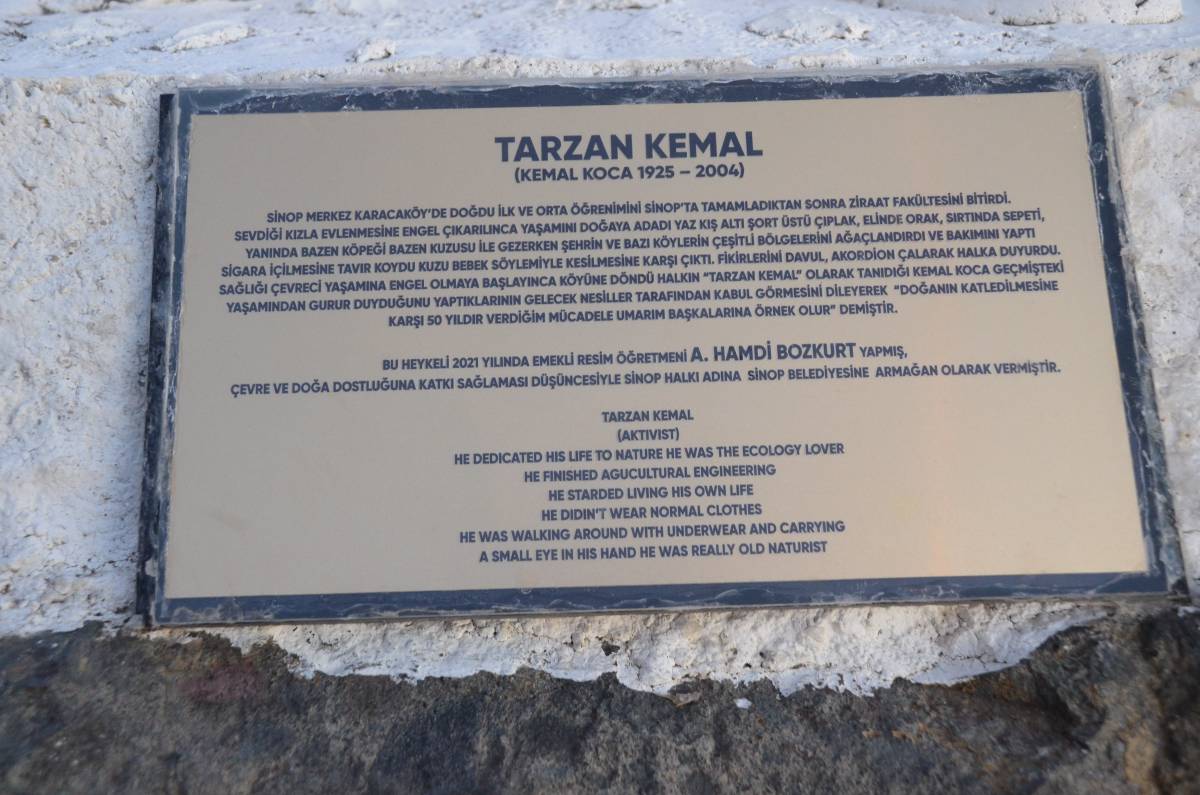 TARZAN KEMAL
(KEMAL KOCA 1925 – 2004)
SİNOP MERKEZ KARACAKÖY'DE DOĞDU İLK VE ORTA ÖĞRENİMİNİ SİNOP'TA TAMAMLADIKTAN SONRA ZİRAAT FAKÜLTESİNİ BİTİRDİ.
SEVDİĞİ KIZLA EVLENMESİNE ENGEL ÇIKARILINCA YAŞAMINI DOĞAYA ADADI YAZ KIŞ ALTI ŞORT ÜSTÜ ÇIPLAK, ELİNDE ORAK, SIRTINDA SEPETİ,
YANINDA BAZEN KÖPEĞİ BAZEN KUZUSU İLE GEZERKEN ŞEHRİN VE BAZI KÖYLERİN ÇEŞİTLİ BÖLGELERİNİ AĞAÇLANDIRDI VE BAKIMINI YAPTI
SİGARA İÇİLMESİNE TAVIR KOYDU KUZU BEBEK SÖYLEMİYLE KESİLMESİNE KARŞI ÇIKTI. FİKİRLERİNİ DAVUL, AKORDİON ÇALARAK HALKA DUYURDU.
SAĞLIĞI ÇEVRECİ YAŞAMINA ENGEL OLMAYA BAŞLAYINCA KÖYÜNE DÖNDÜ HALKIN “TARZAN KEMAL” OLARAK TANIDIĞI KEMAL KOCA GEÇMİŞTEKİ
YAŞAMINDAN GURUR DUYDUĞUNU YAPTIKLARININ GELECEK NESİLLER TARAFINDAN KABUL GÖRMESİNİ DİLEYEREK “DOĞANIN KATLEDİLMESİNE
KARŞI 50 YILDIR VERDİĞİM MÜCADELE UMARIM BAŞKALARINA ÖRNEK OLUR” DEMİŞTİR.
BU HEYKELİ 2021 YILINDA EMEKLİ RESİM ÖĞRETMENİ A. HAMDİ BOZKURT YAPMIŞ,
ÇEVRE VE DOĞA DOSTLUĞUNA KATKI SAĞLAMASI DÜŞÜNCESİYLE SİNOP HALKI ADINA SİNOP BELEDİYESİNE ARMAĞAN OLARAK VERMİŞTİR.
TARZAN KEMAL
(AKTIVIST)
HE DEDICATED HIS LIFE TO NATURE HE WAS THE ECOLOGY LOVER
HE FINISHED AGUCULTURAL ENGINEERING
HE STARDED LIVING HIS OWN LIFE
HE DIDIN'T WEAR NORMAL CLOTHES
HE WAS WALKING AROUND WITH UNDERWEAR AND CARRYING
A SMALL EYE IN HIS HAND HE WAS REALLY OLD NATURIST